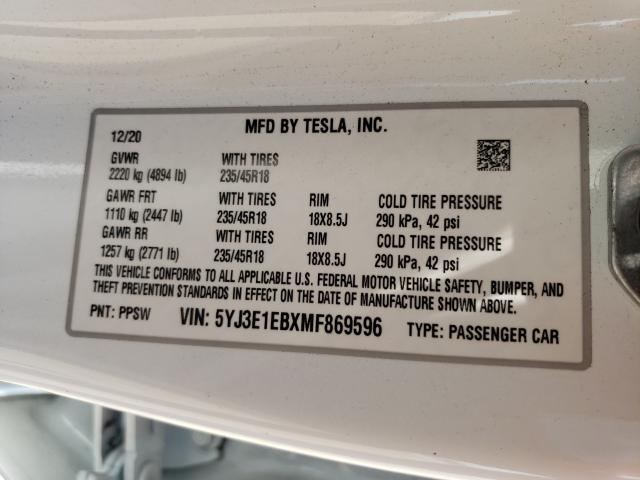 MFD BY TESLA, INC.
12/20
GVWR WITH TIRES
2220 kg (4894 lb) 235/45R18
GAWR FRT WITH TIRES RIM COLD TIRE PRESSURE
1110 kg (2447 lb) 235/45R18 18X8.5J 290 kPa, 42 psi
GAWR RR WITH TIRES RIM COLD TIRE PRESSURE
1257 kg (2771 lb) 235/45R18 18X8.5J 290 kPa, 42 psi
THIS VEHICLE CONFORMS TO ALL APPLICABLE U.S. FEDERAL MOTOR VEHICLE SAFETY, BUMPER, AND
THEFT PREVENTION STANDARDS IN EFFECT ON THE DATE OF MANUFACTURE SHOWN ABOVE.
PNT: PPSW VIN: 5YJ3E1EBXMF869596 TYPE: PASSENGER CAR